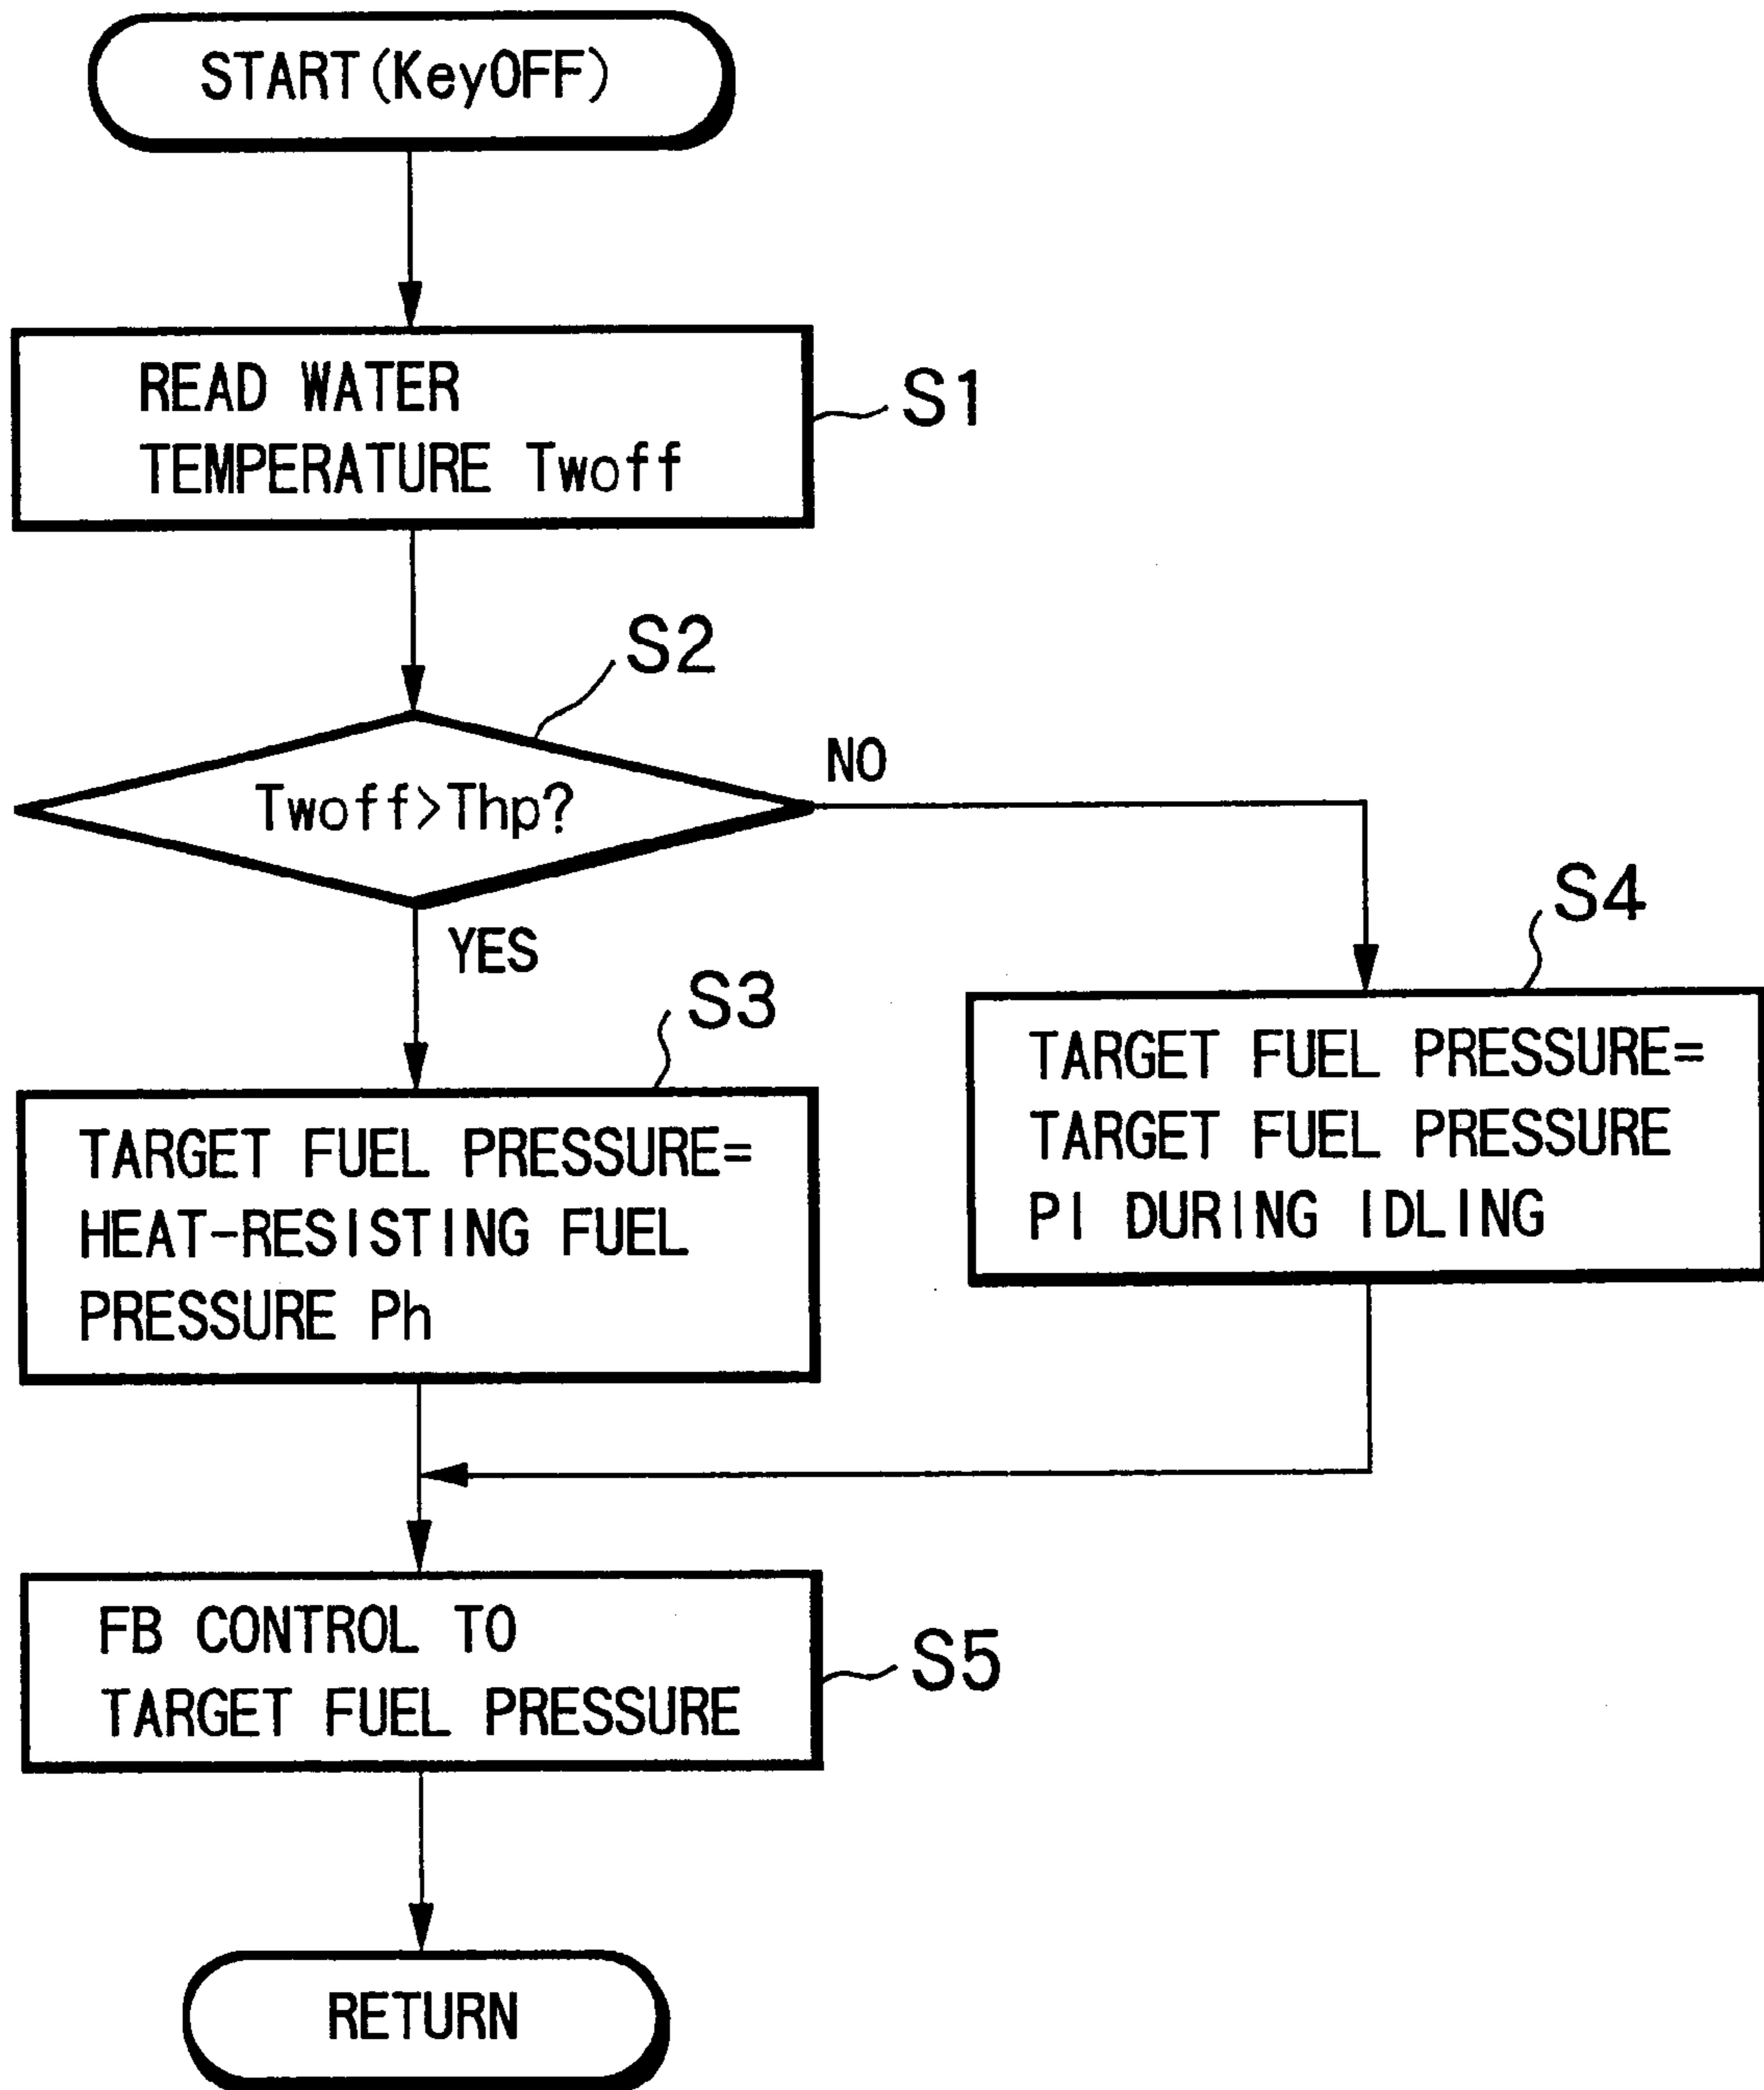 START(KeyOFF)
READ WATER
TEMPERATURE Twoff
S1
S2
Twoff>Thp?
NO
YES
S3
TARGET FUEL PRESSURE=
HEAT-RESISTING FUEL
PRESSURE Ph
S4
TARGET FUEL PRESSURE=
TARGET FUEL PRESSURE
PI DURING IDLING
FB CONTROL TO
TARGET FUEL PRESSURE
S5
RETURN